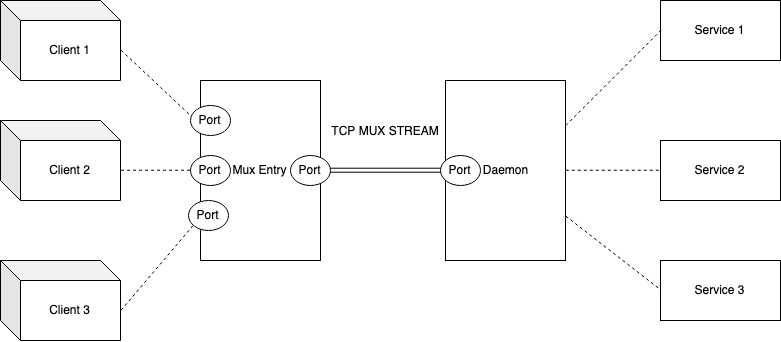 Client 1
Service 1
Port
TCP MUX STREAM
Client 2
Port
Mux Entry
Port
Port
Daemon
Service 2
Port
Client 3
Service 3